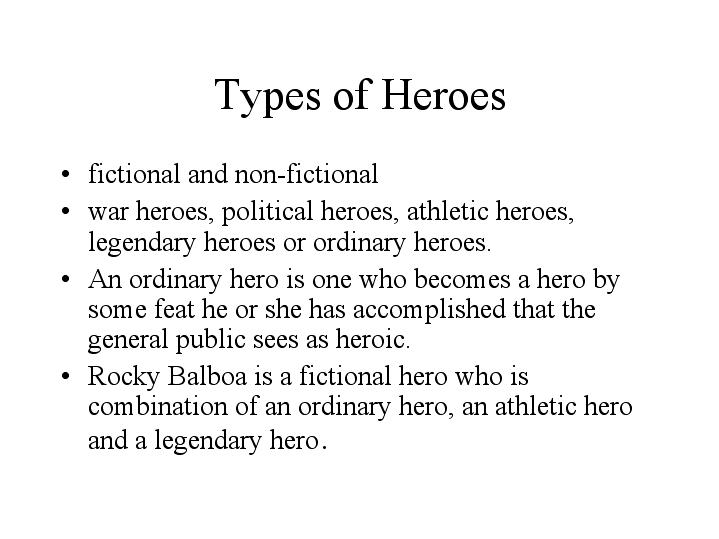 Types of Heroes
• fictional and non-fictional
• war heroes, political heroes, athletic heroes,
legendary heroes or ordinary heroes.
• An ordinary hero is one who becomes a hero by
some feat he or she has accomplished that the
general public sees as heroic.
• Rocky Balboa is a fictional hero who is
combination of an ordinary hero, an athletic hero
and a legendary hero.